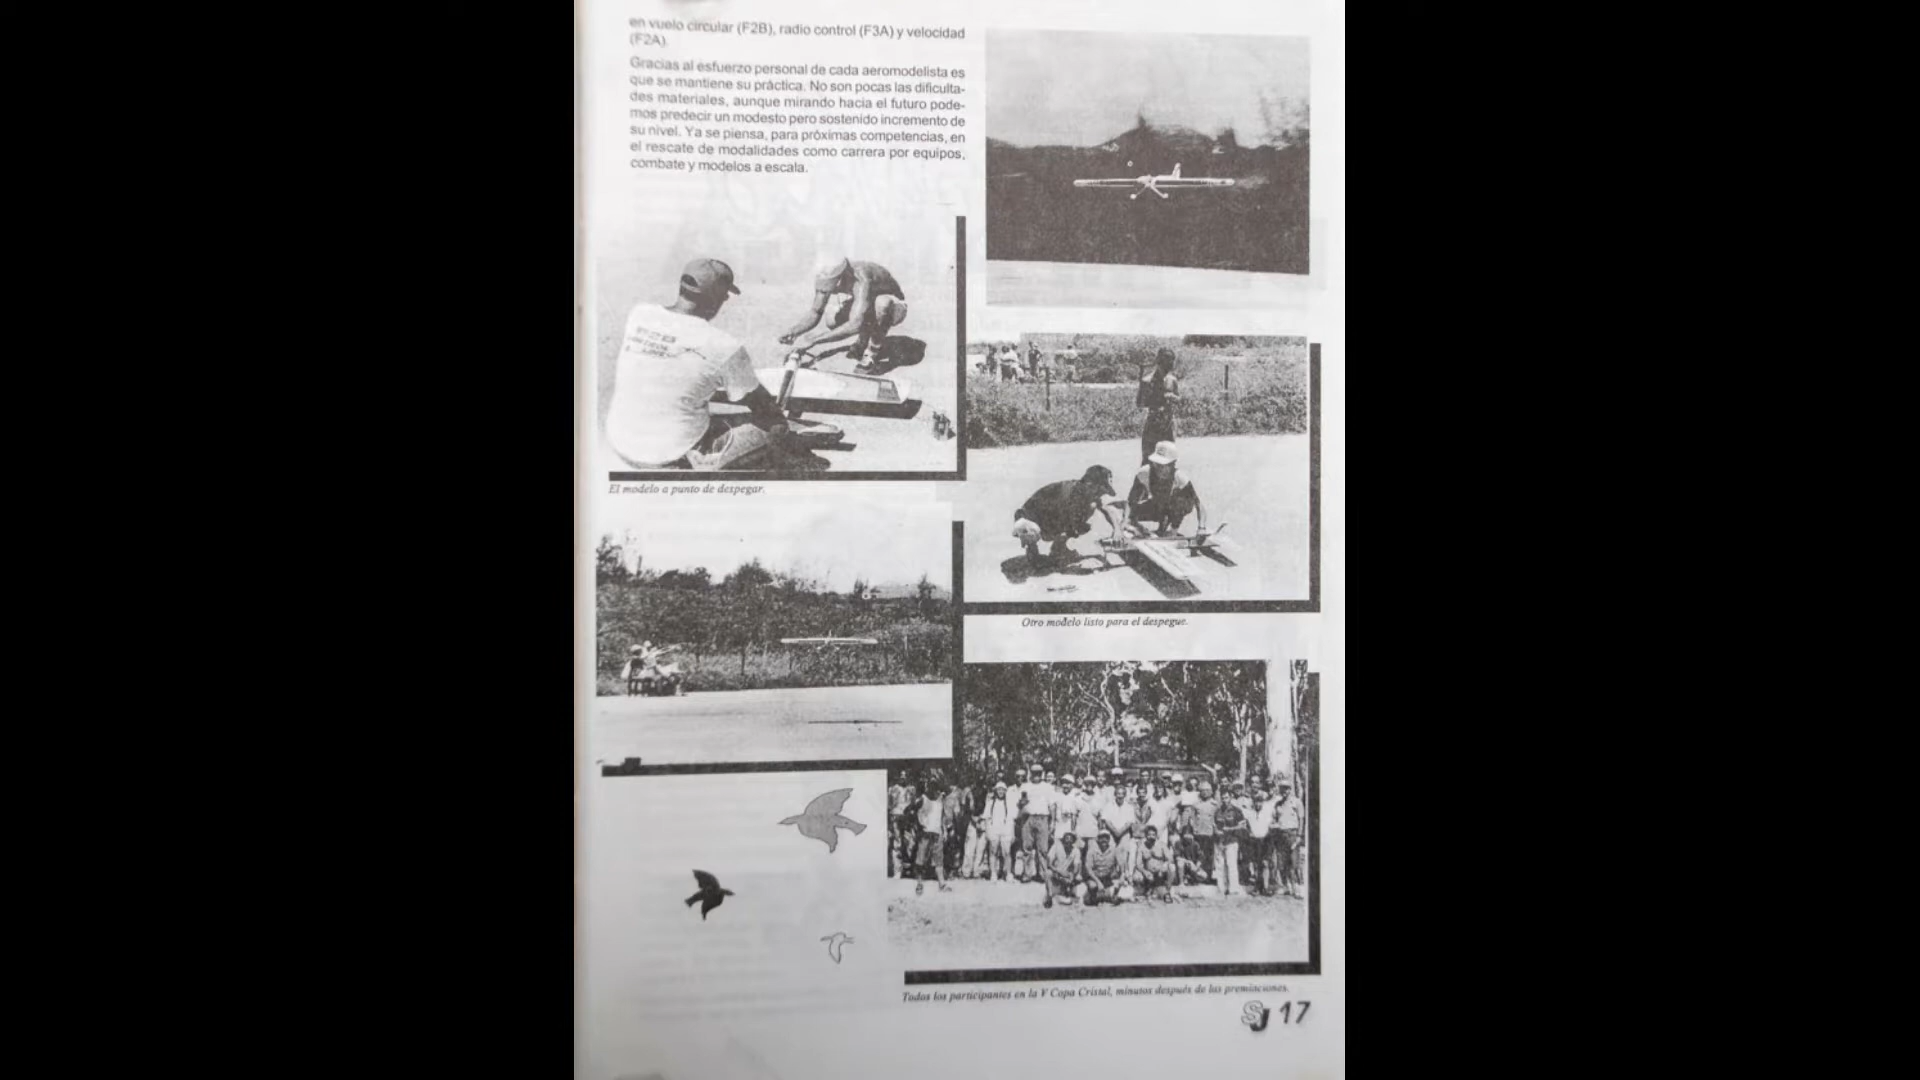 en vuelo circular (F2B), radio control (F3A) y velocidad
(F2A).
Gracias al esfuerzo personal de cada aeromodelista es
que se mantiene su práctica. No son pocas las dificulta-
des materiales, aunque mirando hacia el futuro pode-
mos predecir un modesto pero sostenido incremento de
su nivel. Ya se piensa, para próximas competencias, en
el rescate de modalidades como carrera por equipos,
combate y modelos a escala.
El modelo a punto de despegar.
Otro modelo listo para el despegue.
Todos los participantes en la V Copa Cristal, minutos después de las premiaciones.
SJ 17